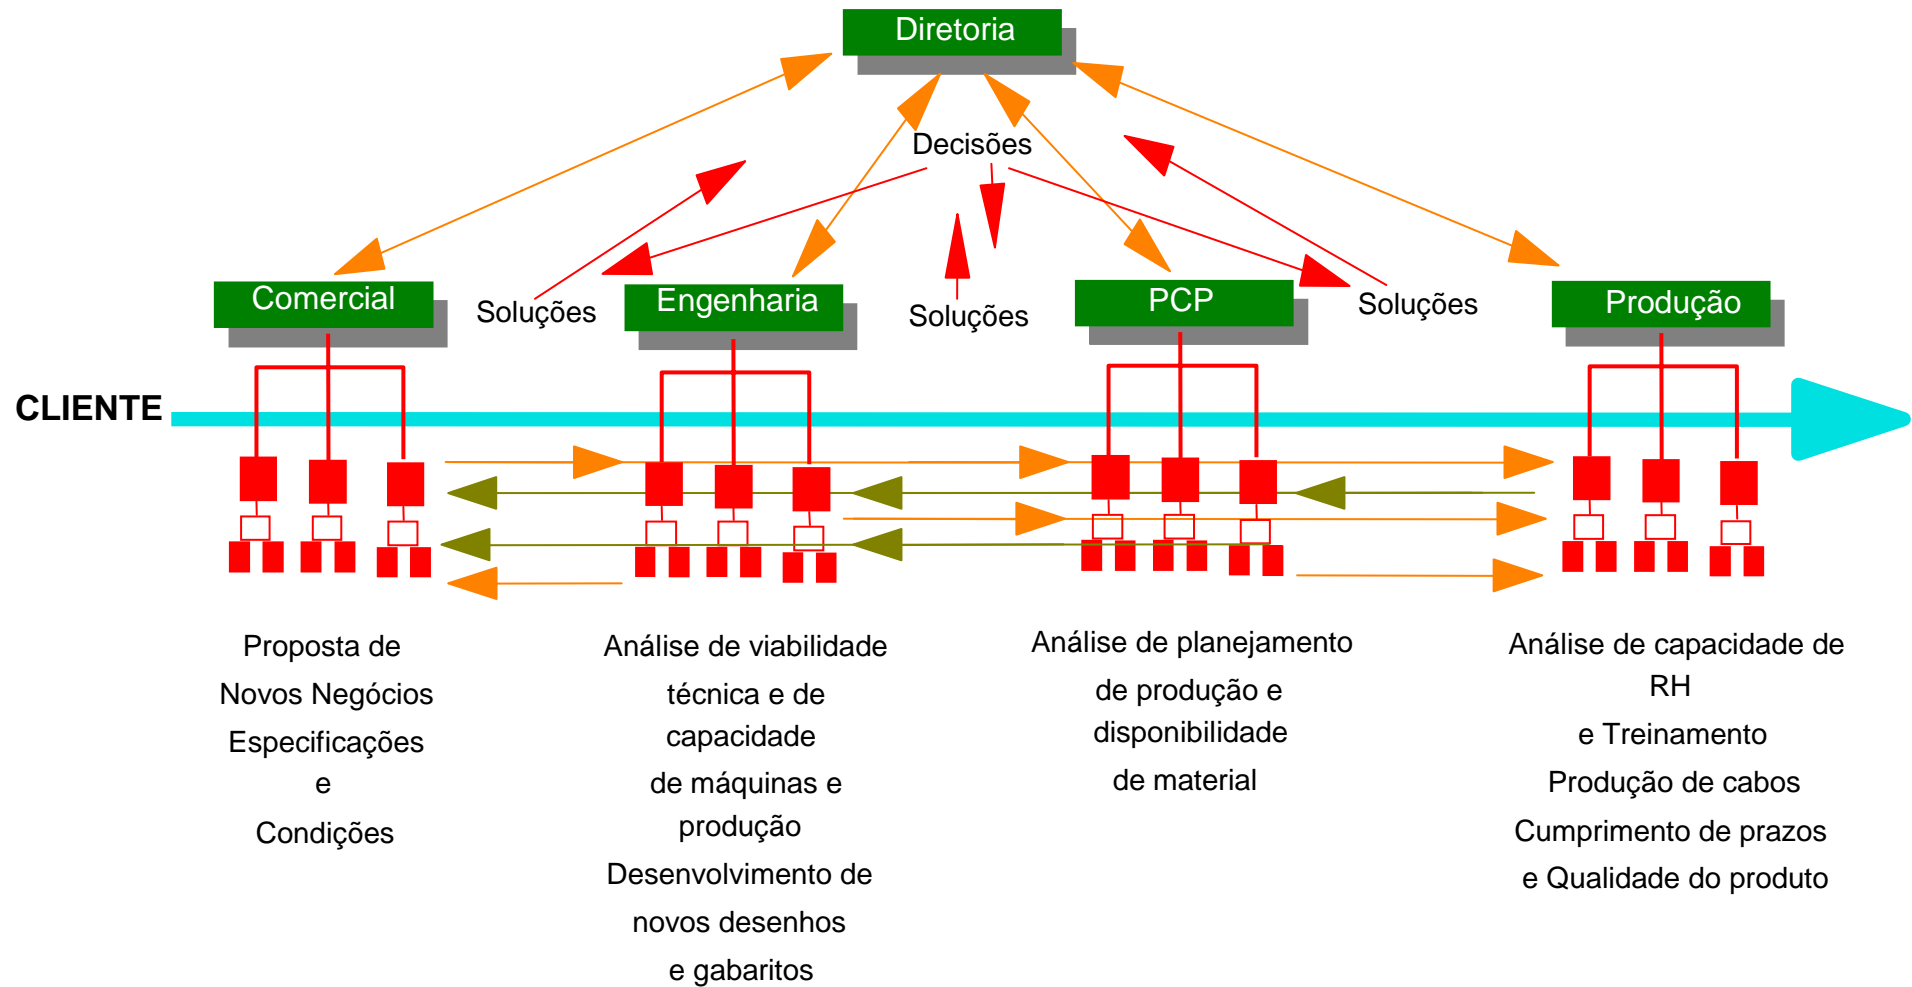 Diretoria
Decisões
Comercial
Soluções
Engenharia
Soluções
PCP
Soluções
Produção
CLIENTE
Proposta de
Novos Negócios
Especificações
e
Condições
Análise de viabilidade
técnica e de
capacidade
de máquinas e
produção
Desenvolvimento de
novos desenhos
e gabaritos
Análise de planejamento
de produção e
disponibilidade
de material
Análise de capacidade de
RH
e Treinamento
Produção de cabos
Cumprimento de prazos
e Qualidade do produto